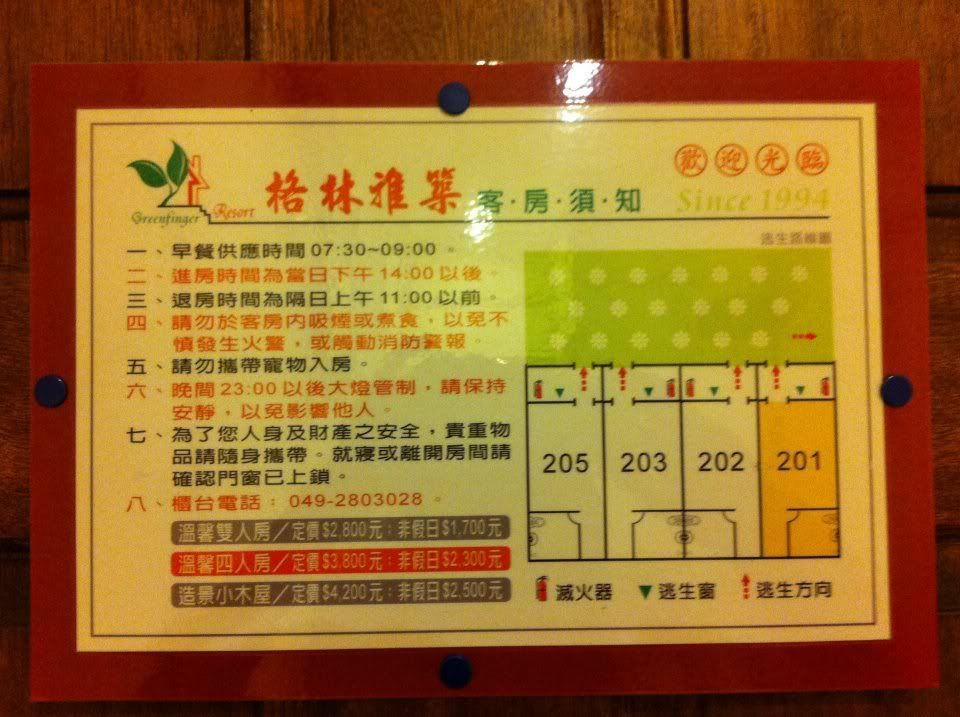 歡迎光臨
Greenfinger Resort
格林雅築 客·房·須·知
Since 1994
一、早餐供應時間 07:30~09:00。
二、進房時間為當日下午 14:00 以後。
三、退房時間為隔日上午 11:00 以前。
四、請勿於客房內吸煙或煮食，以免不
慎發生火警，或觸動消防警報。
五、請勿攜帶寵物入房。
六、晚間 23:00 以後大燈管制，請保持
安靜，以免影響他人。
七、為了您人身及財產之安全，貴重物
品請隨身攜帶。就寢或離開房間請
確認門窗已上鎖。
八、櫃台電話：049-2803028。
溫馨雙人房／定價$2,800元：非假日$1,700元
溫馨四人房／定價$3,800元：非假日$2,300元
造景小木屋／定價$4,200元：非假日$2,500元
逃生路線圖
205 203 202 201
滅火器 逃生窗 逃生方向